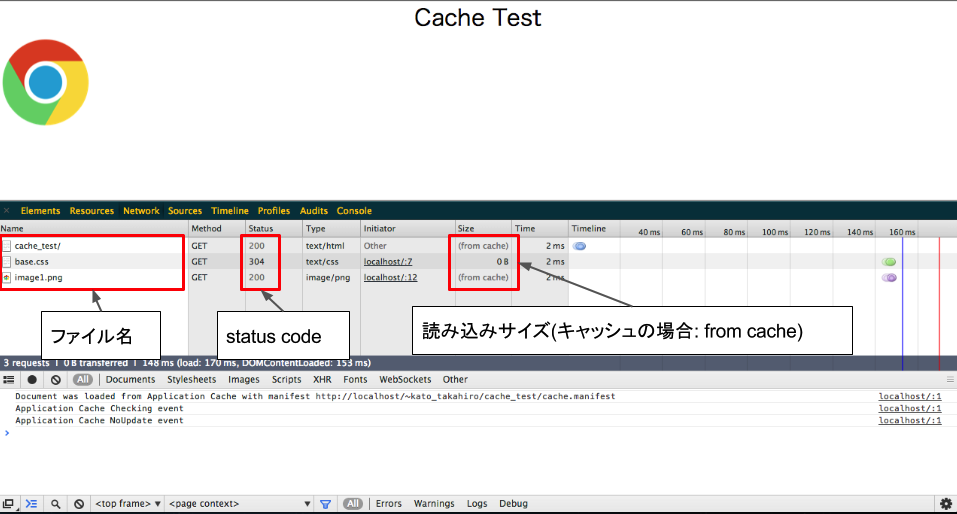 Cache Test
× Elements Resources Network Sources Timeline Profiles Audits Console
Name Method Status Type Initiator Size Time Timeline 40 ms 60 ms 80 ms 100 ms 120 ms 140 ms 160 ms
cache_test/ GET 200 text/html Other (from cache) 2 ms
base.css GET 304 text/css localhost/:7 0 B 2 ms
image1.png GET 200 image/png localhost/:12 (from cache) 2 ms
ファイル名
status code
読み込みサイズ(キャッシュの場合: from cache)
3 requests | 0 B transferred | 148 ms (load: 170 ms, DOMContentLoaded: 153 ms)
All Documents Stylesheets Images Scripts XHR Fonts WebSockets Other
Document was loaded from Application Cache with manifest http://localhost/~kato_takahiro/cache_test/cache.manifest localhost/:1
Application Cache Checking event localhost/:1
Application Cache NoUpdate event localhost/:1
>
<top frame> ▼ <page context> ▼ All Errors Warnings Logs Debug